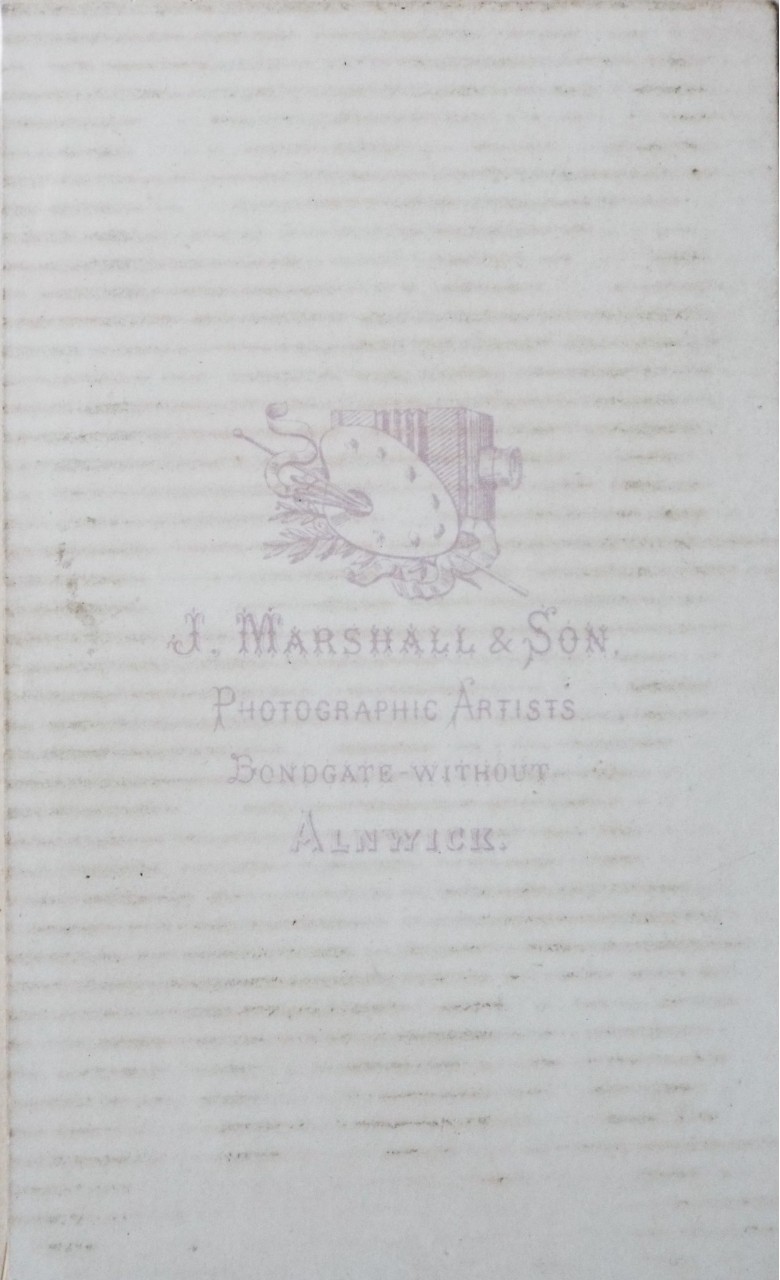 J. Marshall & Son.
Photographic Artists
Bondgate-without
Alnwick.